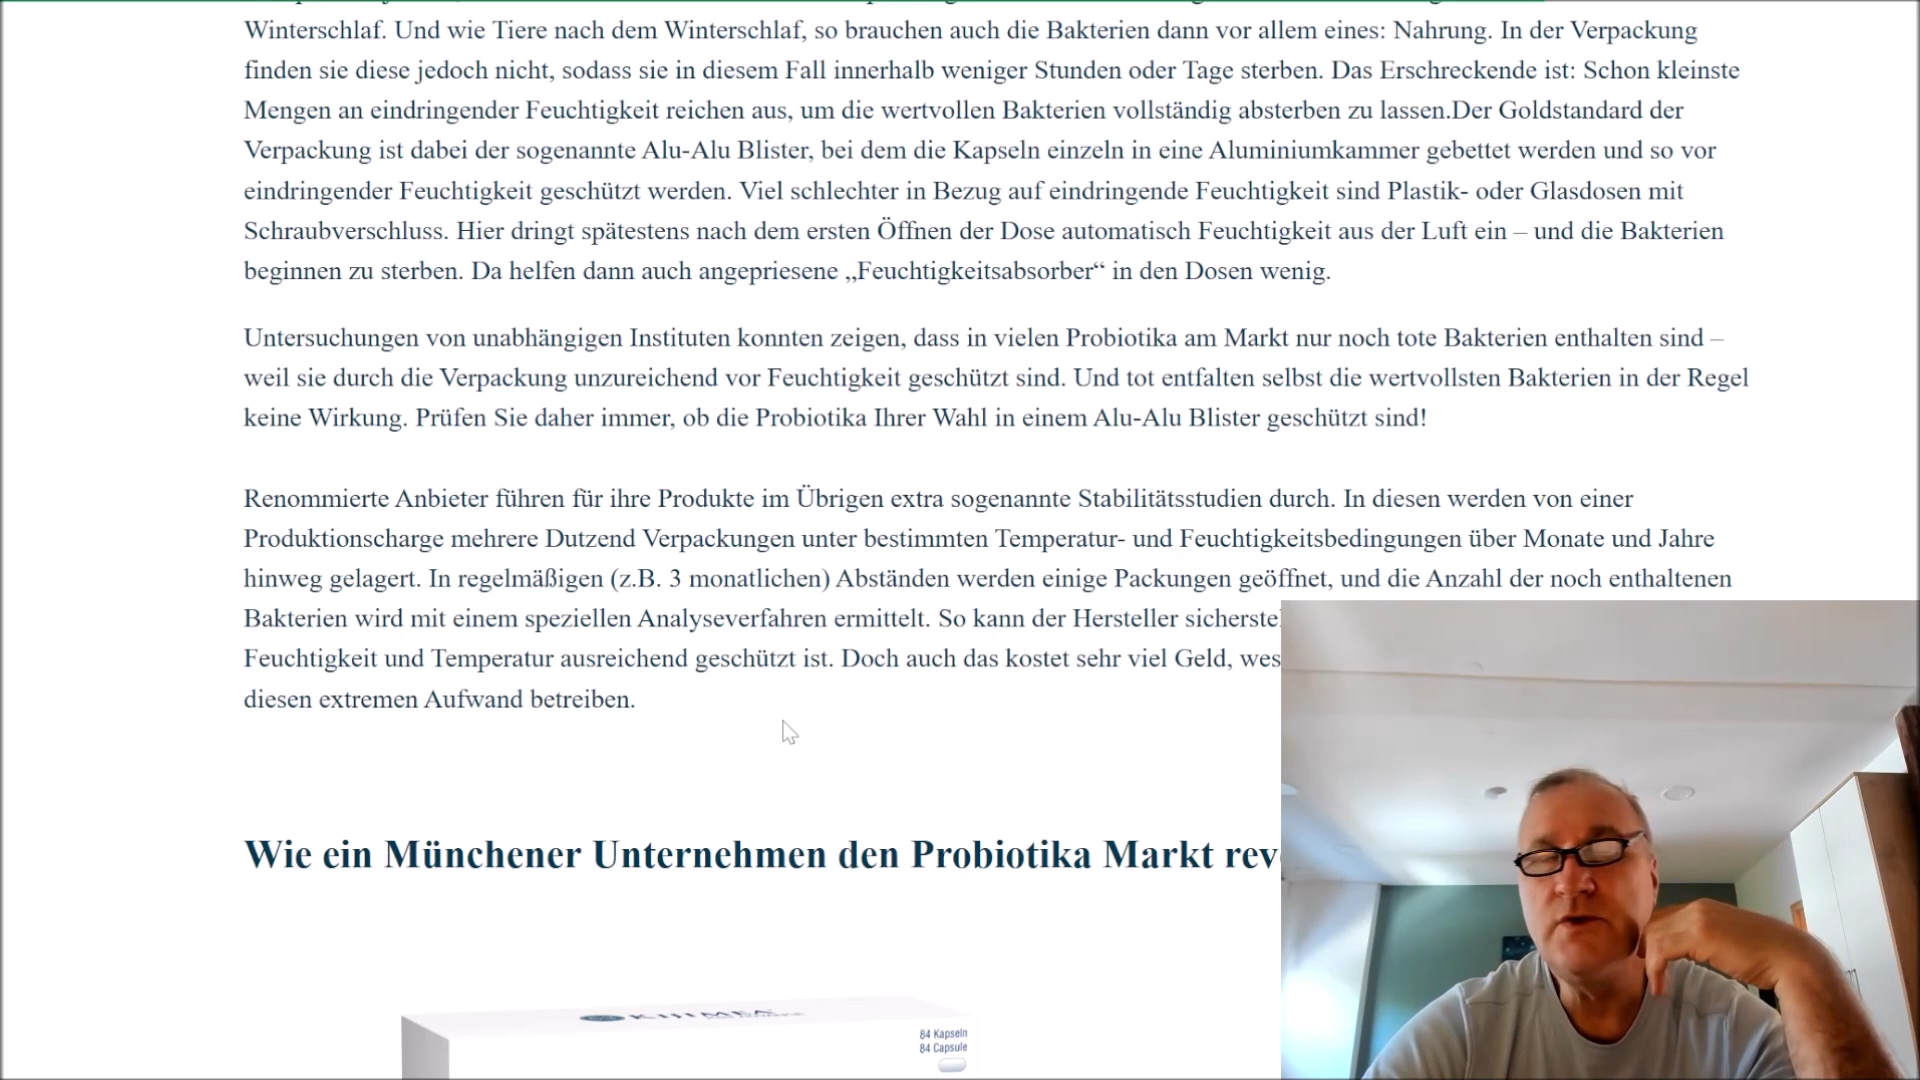 Winterschlaf. Und wie Tiere nach dem Winterschlaf, so brauchen auch die Bakterien dann vor allem eines: Nahrung. In der Verpackung
finden sie diese jedoch nicht, sodass sie in diesem Fall innerhalb weniger Stunden oder Tage sterben. Das Erschreckende ist: Schon kleinste
Mengen an eindringender Feuchtigkeit reichen aus, um die wertvollen Bakterien vollständig absterben zu lassen.Der Goldstandard der
Verpackung ist dabei der sogenannte Alu-Alu Blister, bei dem die Kapseln einzeln in eine Aluminiumkammer gebettet werden und so vor
eindringender Feuchtigkeit geschützt werden. Viel schlechter in Bezug auf eindringende Feuchtigkeit sind Plastik- oder Glasdosen mit
Schraubverschluss. Hier dringt spätestens nach dem ersten Öffnen der Dose automatisch Feuchtigkeit aus der Luft ein – und die Bakterien
beginnen zu sterben. Da helfen dann auch angepriesene „Feuchtigkeitsabsorber“ in den Dosen wenig.
Untersuchungen von unabhängigen Instituten konnten zeigen, dass in vielen Probiotika am Markt nur noch tote Bakterien enthalten sind –
weil sie durch die Verpackung unzureichend vor Feuchtigkeit geschützt sind. Und tot entfalten selbst die wertvollsten Bakterien in der Regel
keine Wirkung. Prüfen Sie daher immer, ob die Probiotika Ihrer Wahl in einem Alu-Alu Blister geschützt sind!
Renommierte Anbieter führen für ihre Produkte im Übrigen extra sogenannte Stabilitätsstudien durch. In diesen werden von einer
Produktionscharge mehrere Dutzend Verpackungen unter bestimmten Temperatur- und Feuchtigkeitsbedingungen über Monate und Jahre
hinweg gelagert. In regelmäßigen (z.B. 3 monatlichen) Abständen werden einige Packungen geöffnet, und die Anzahl der noch enthaltenen
Bakterien wird mit einem speziellen Analyseverfahren ermittelt. So kann der Hersteller sicherste
Feuchtigkeit und Temperatur ausreichend geschützt ist. Doch auch das kostet sehr viel Geld, wes
diesen extremen Aufwand betreiben.
Wie ein Münchener Unternehmen den Probiotika Markt rev
KIJIMEA
84 Kapseln
84 Capsule